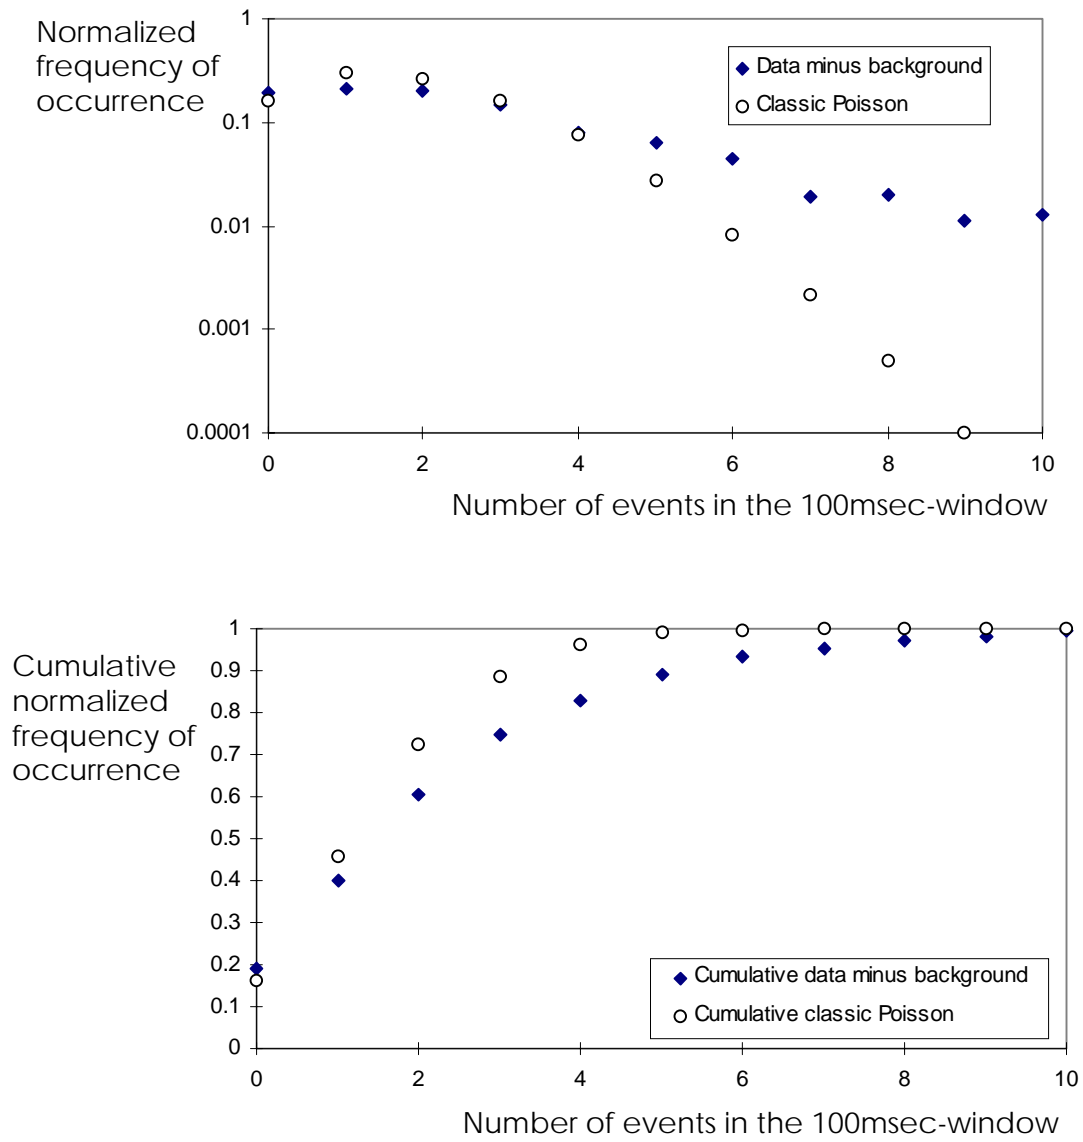 Normalized
frequency of
occurrence
1
0.1
0.01
0.001
0.0001
Data minus background
Classic Poisson
0 2 4 6 8 10
Number of events in the 100msec-window
Cumulative
normalized
frequency of
occurrence
1
0.9
0.8
0.7
0.6
0.5
0.4
0.3
0.2
0.1
0
Cumulative data minus background
Cumulative classic Poisson
0 2 4 6 8 10
Number of events in the 100msec-window